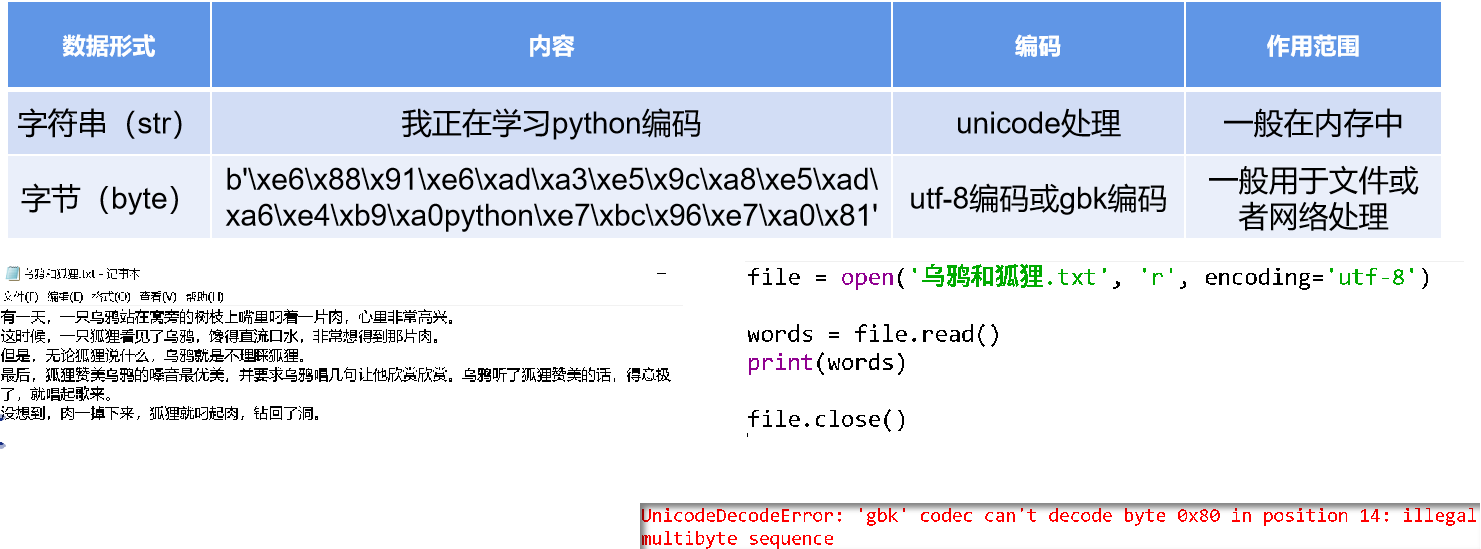 数据形式 内容 编码 作用范围
字符串（str） 我正在学习python编码 unicode处理 一般在内存中
字节（byte） b'\xe6\x88\x91\xe6\xad\xa3\xe5\x9c\xa8\xe5\xad\ utf-8编码或gbk编码 一般用于文件或
xa6\xe4\xb9\xa0python\xe7\xbc\x96\xe7\xa0\x81' 者网络处理
乌鸦和狐狸.txt - 记事本
文件(F) 编辑(E) 格式(O) 查看(V) 帮助(H)
有一天，一只乌鸦站在窝旁的树枝上嘴里叼着一片肉，心里非常高兴。
这时候，一只狐狸看见了乌鸦，馋得直流口水，非常想得到那片肉。
但是，无论狐狸说什么，乌鸦就是不理睬狐狸。
最后，狐狸赞美乌鸦的嗓音最优美，并要求乌鸦唱几句让他欣赏欣赏。乌鸦听了狐狸赞美的话，得意极
了，就唱起歌来。
没想到，肉一掉下来，狐狸就叼起肉，钻回了洞。
file = open('乌鸦和狐狸.txt', 'r', encoding='utf-8')
words = file.read()
print(words)
file.close()
UnicodeDecodeError: 'gbk' codec can't decode byte 0x80 in position 14: illegal
multibyte sequence